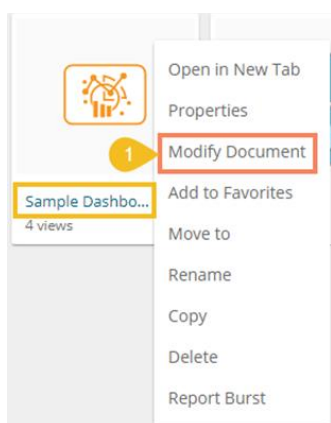 Open in New Tab
Properties
1
Modify Document
Sample Dashbo...
4 views
Add to Favorites
Move to
Rename
Copy
Delete
Report Burst